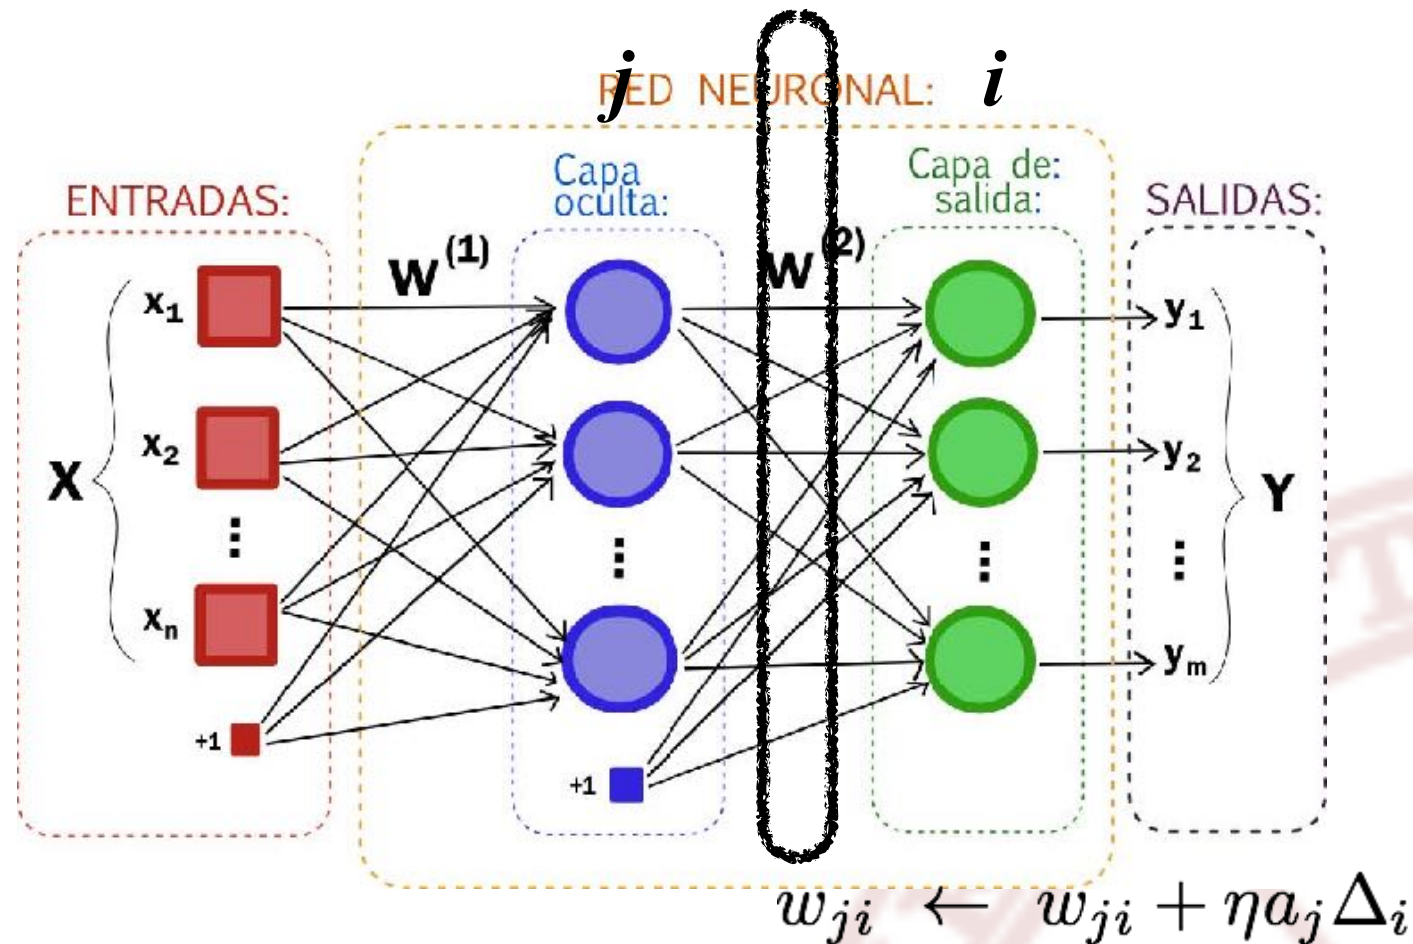 j
i
RED NEURONAL:
ENTRADAS:
Capa
oculta:
Capa de:
salida:
SALIDAS:
W(1)
W(2)
x1
x2
⋮
xn
X
+1
⋮
+1
⋮
y1
y2
⋮
ym
Y
wji ← wji + ηajΔi